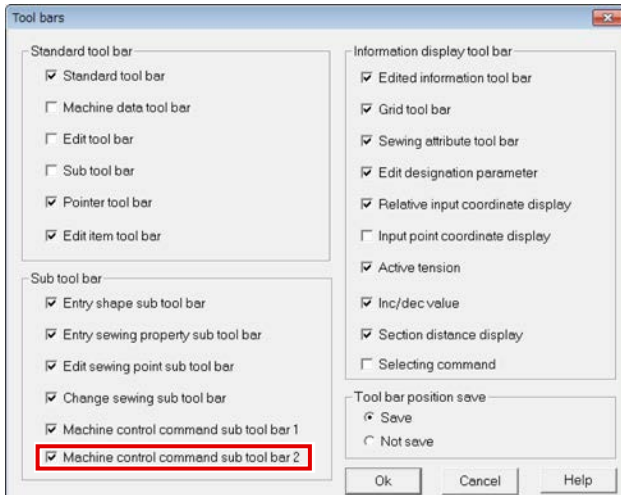 Tool bars
Standard tool bar
Standard tool bar
Machine data tool bar
Edit tool bar
Sub tool bar
Pointer tool bar
Edit item tool bar
Sub tool bar
Entry shape sub tool bar
Entry sewing property sub tool bar
Edit sewing point sub tool bar
Change sewing sub tool bar
Machine control command sub tool bar 1
Machine control command sub tool bar 2
Information display tool bar
Edited information tool bar
Grid tool bar
Sewing attribute tool bar
Edit designation parameter
Relative input coordinate display
Input point coordinate display
Active tension
Inc/dec value
Section distance display
Selecting command
Tool bar position save
Save
Not save
Ok
Cancel
Help